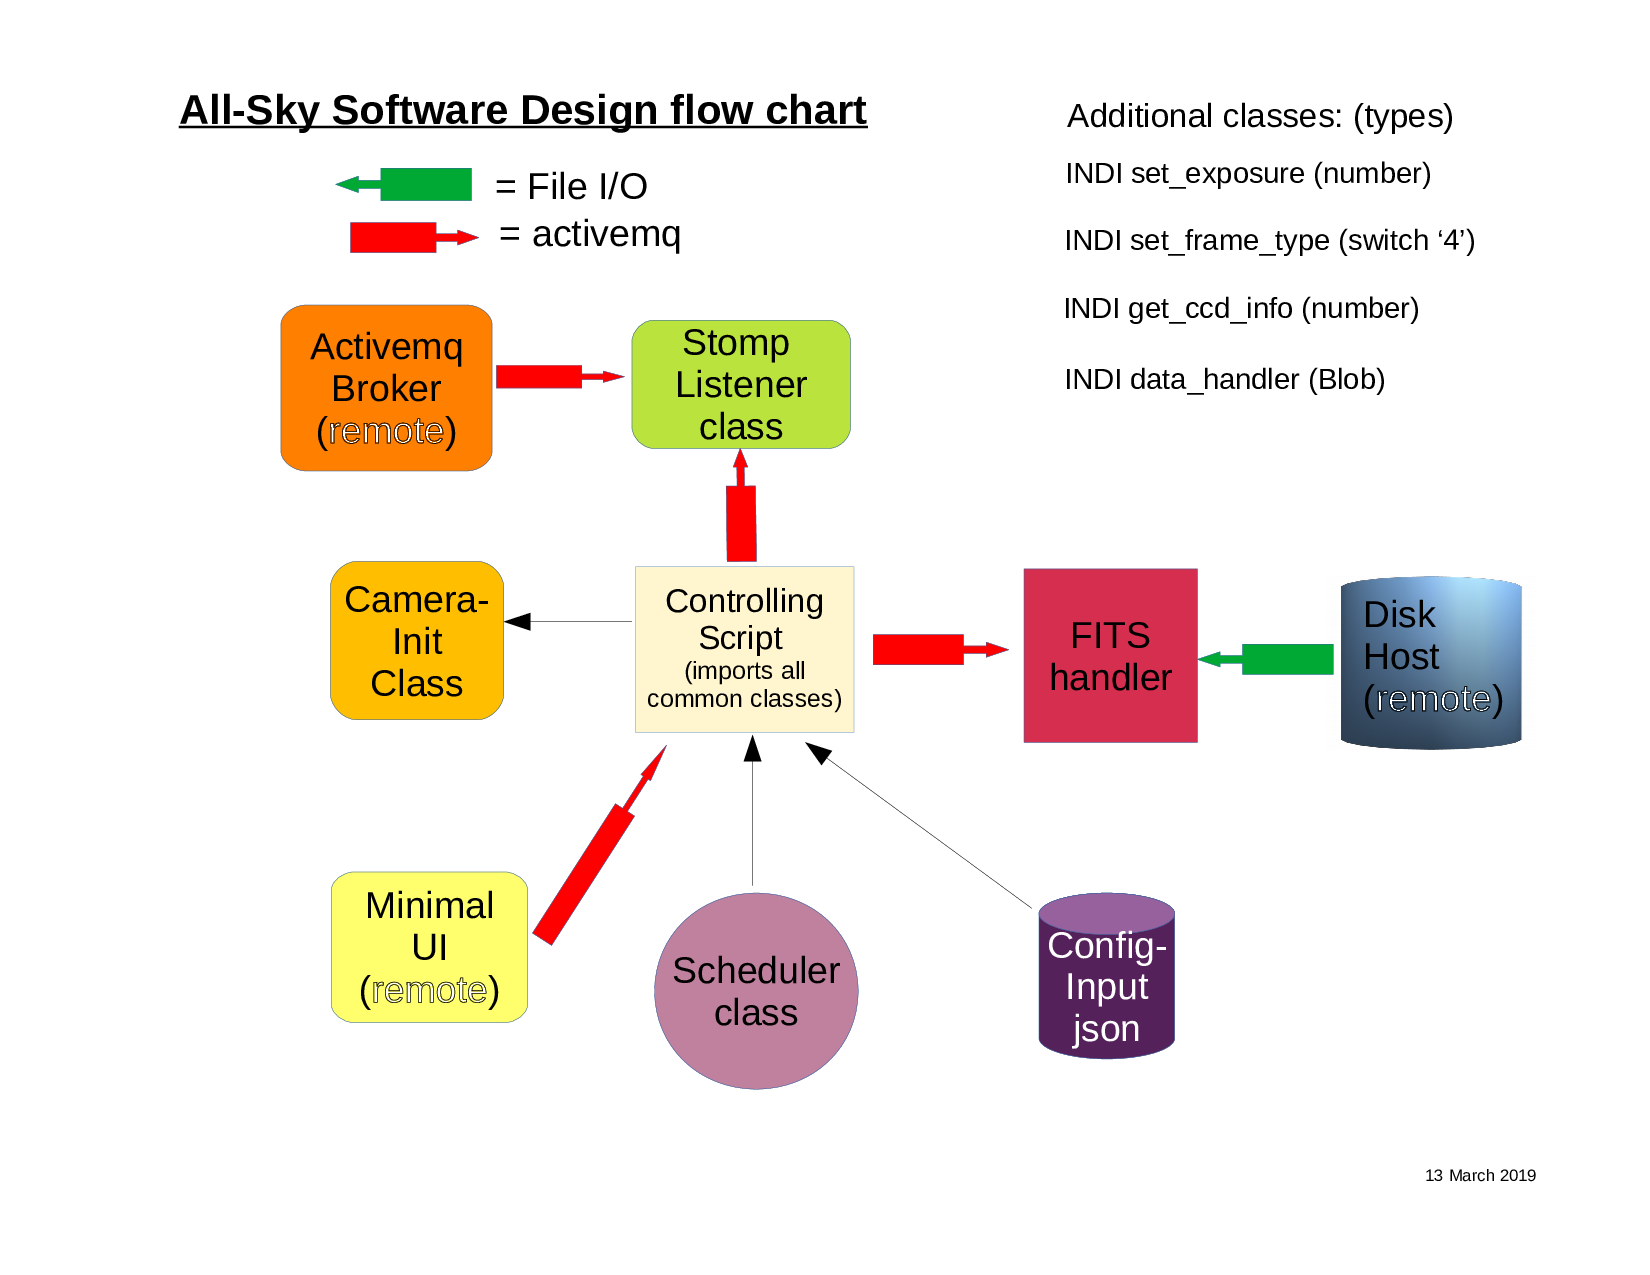 All-Sky Software Design flow chart
= File I/O
= activemq
Additional classes: (types)
INDI set_exposure (number)
INDI set_frame_type (switch ‘4’)
INDI get_ccd_info (number)
INDI data_handler (Blob)
Activemq
Broker
(remote)
Stomp
Listener
class
Camera-
Init
Class
Controlling
Script
(imports all
common classes)
FITS
handler
Disk
Host
(remote)
Minimal
UI
(remote)
Scheduler
class
Config-
Input
json
13 March 2019